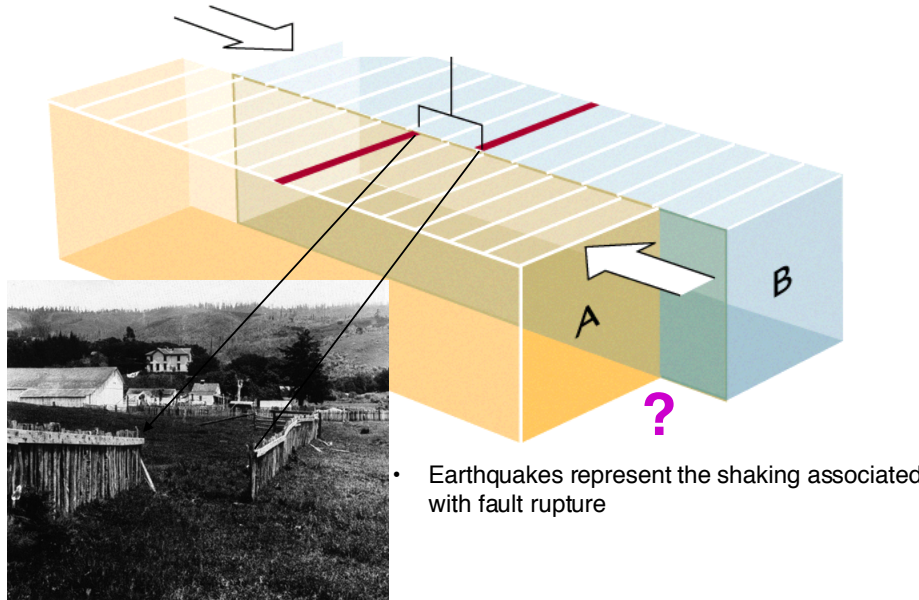 A
B
?
• Earthquakes represent the shaking associated
with fault rupture